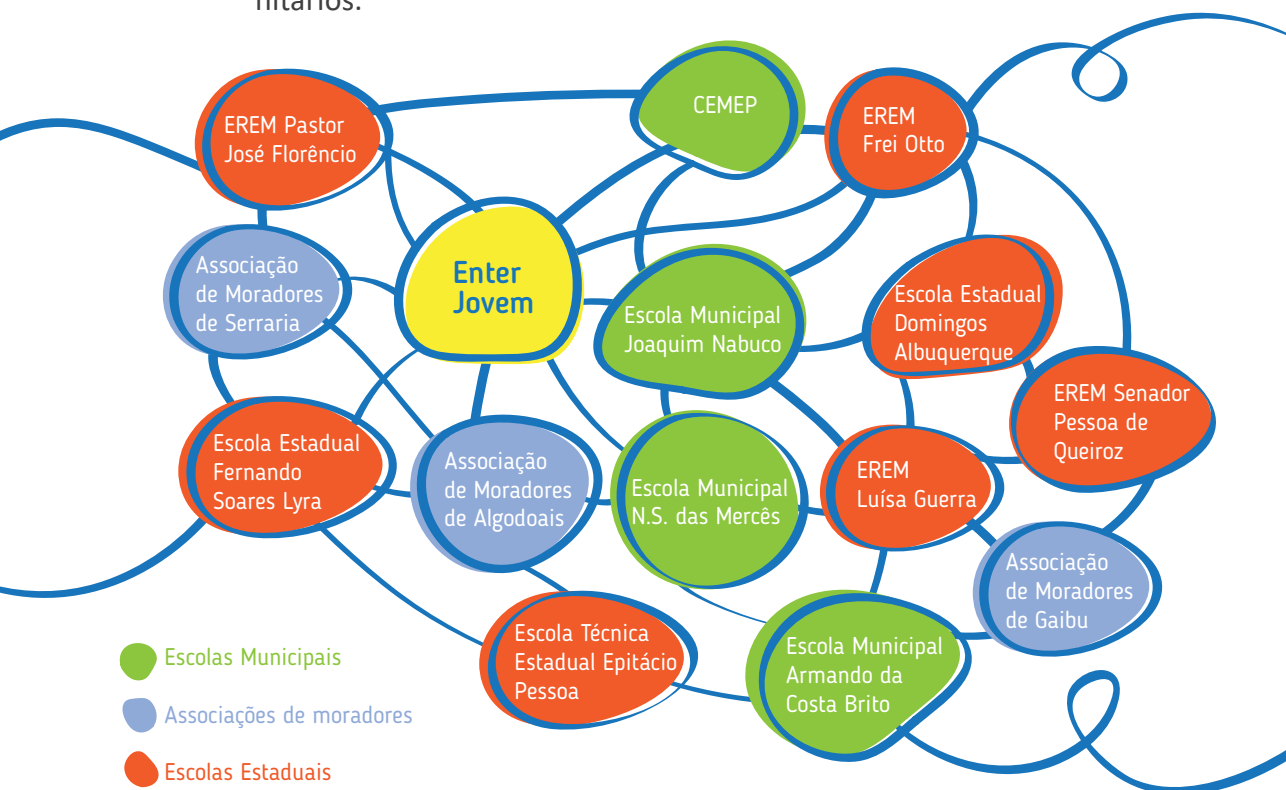 CEMEP
EREM Pastor
José Florêncio
EREM
Frei Otto
Associação
de Moradores
de Serraria
Enter
Jovem
Escola Municipal
Joaquim Nabuco
Escola Estadual
Domingos
Albuquerque
EREM Senador
Pessoa de
Queiroz
Escola Estadual
Fernando
Soares Lyra
Associação
de Moradores
de Algodoais
Escola Municipal
N.S. das Mercês
EREM
Luísa Guerra
Associação
de Moradores
de Gaibu
Escola Técnica
Estadual Epitácio
Pessoa
Escola Municipal
Armando da
Costa Brito
Escolas Municipais
Associações de moradores
Escolas Estaduais